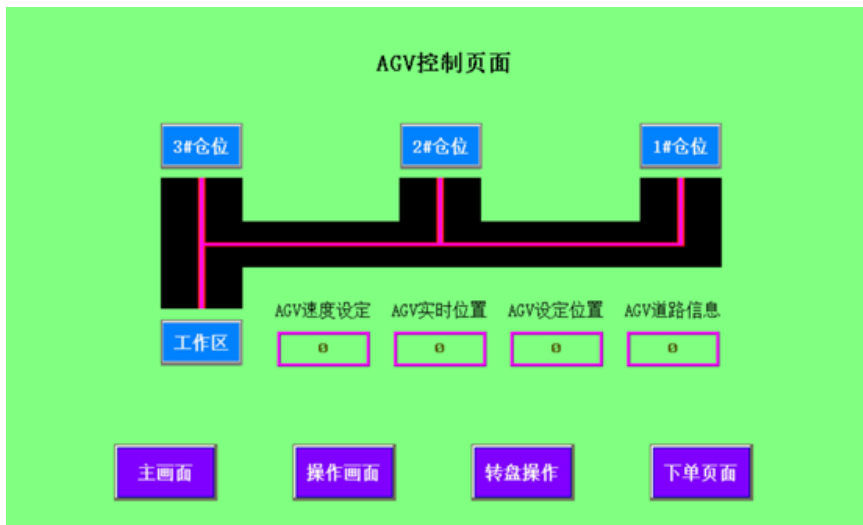 AGV控制页面
3#仓位 2#仓位 1#仓位
AGV速度设定 AGV实时位置 AGV设定位置 AGV道路信息
工作区 0 0 0 0
主画面 操作画面 转盘操作 下单页面